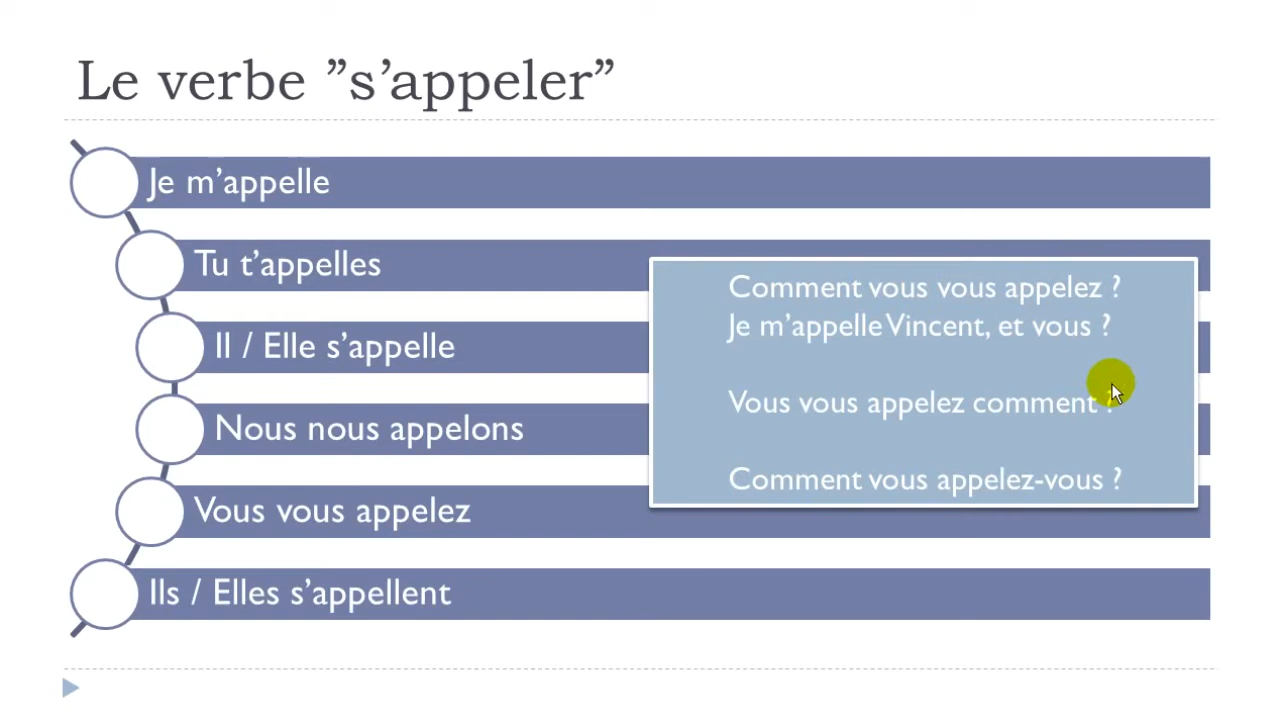 Le verbe ”s’appeler”
Je m’appelle
Tu t’appelles
Il / Elle s’appelle
Nous nous appelons
Vous vous appelez
Ils / Elles s’appellent
Comment vous vous appelez ?
Je m’appelle Vincent, et vous ?
Vous vous appelez comment ?
Comment vous appelez-vous ?